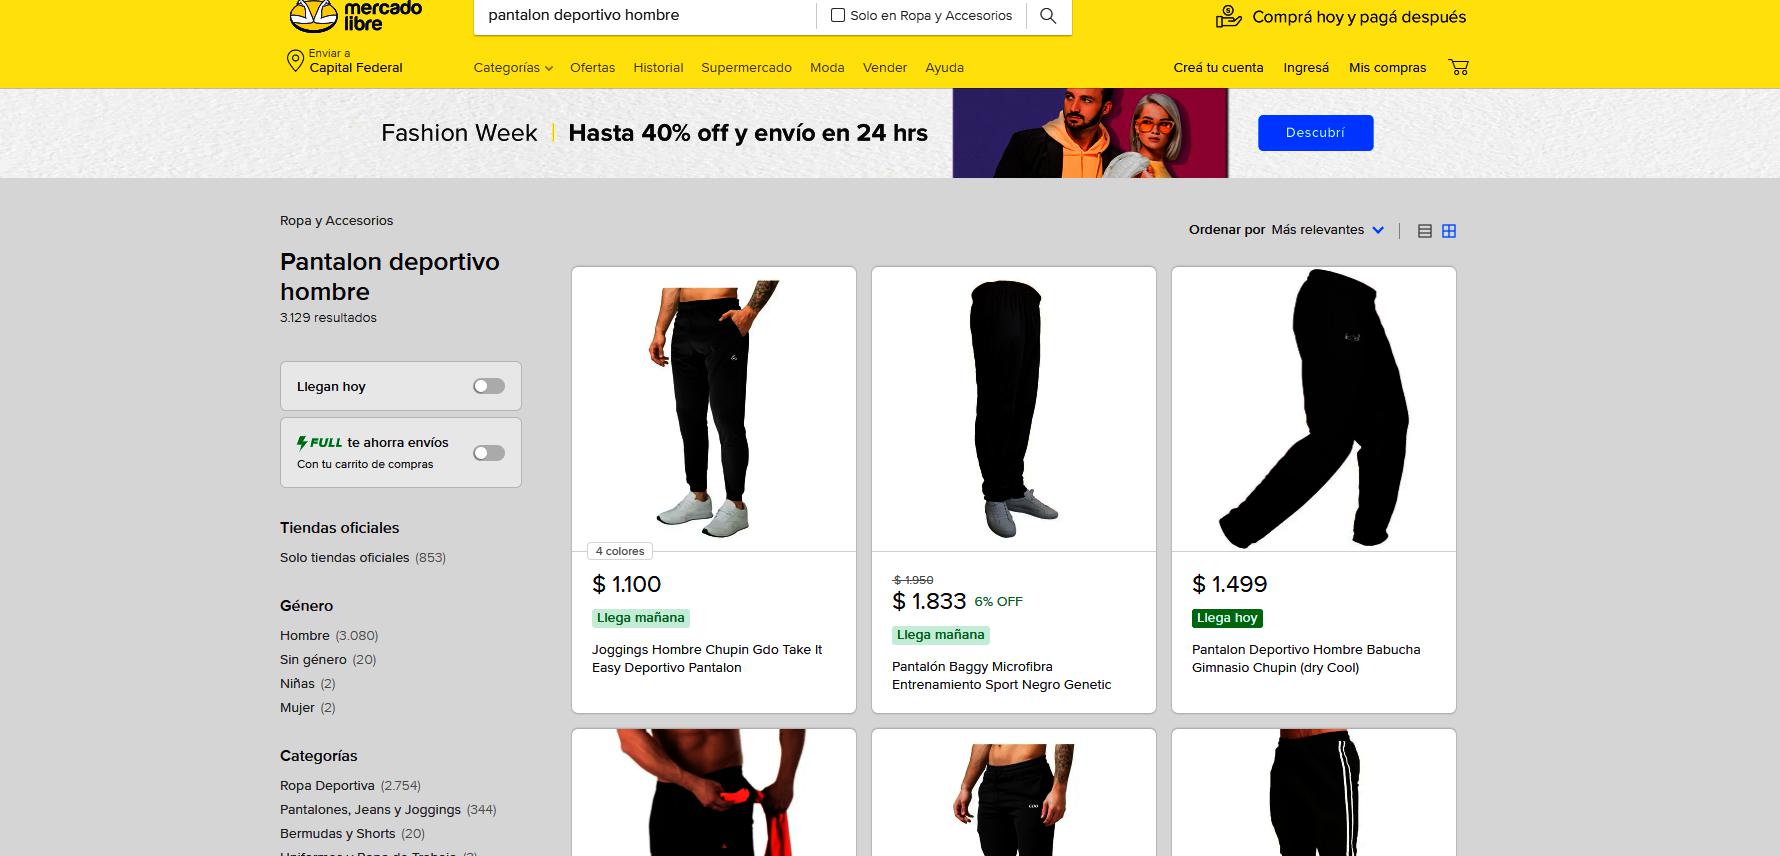 mercado
libre
pantalon deportivo hombre
Solo en Ropa y Accesorios
Comprá hoy y pagá después
Enviar a
Capital Federal
Categorías
Ofertas
Historial
Supermercado
Moda
Vender
Ayuda
Creá tu cuenta
Ingresá
Mis compras
Fashion Week | Hasta 40% off y envío en 24 hrs
Descubrí
Ropa y Accesorios
Ordenar por Más relevantes
Pantalon deportivo
hombre
3.129 resultados
Llegan hoy
FULL te ahorra envíos
Con tu carrito de compras
Tiendas oficiales
Solo tiendas oficiales (853)
Género
Hombre (3.080)
Sin género (20)
Niñas (2)
Mujer (2)
Categorías
Ropa Deportiva (2.754)
Pantalones, Jeans y Joggings (344)
Bermudas y Shorts (20)
4 colores
$ 1.100
Llega mañana
Joggings Hombre Chupin Gdo Take It
Easy Deportivo Pantalon
$ 1.950
$ 1.833 6% OFF
Llega mañana
Pantalón Baggy Microfibra
Entrenamiento Sport Negro Genetic
$ 1.499
Llega hoy
Pantalon Deportivo Hombre Babucha
Gimnasio Chupin (dry Cool)